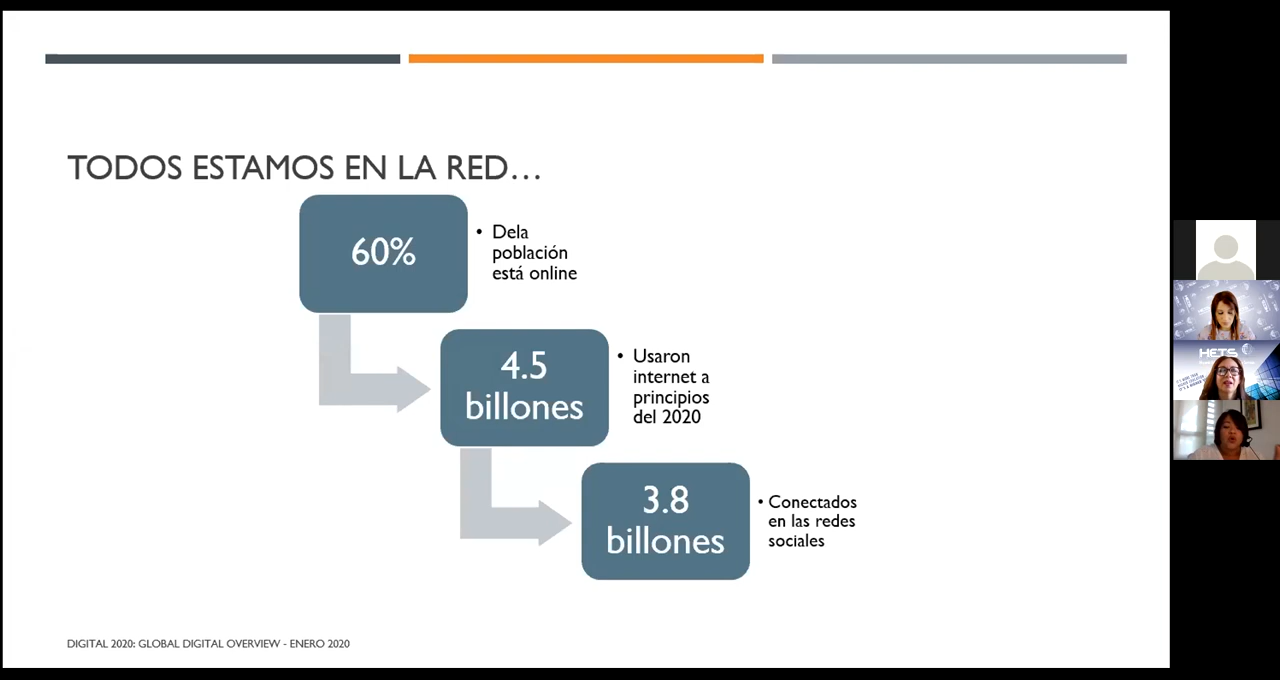 TODOS ESTAMOS EN LA RED…
60%
• Dela
población
está online
4.5
billones
• Usaron
internet a
principios
del 2020
3.8
billones
• Conectados
en las redes
sociales
DIGITAL 2020: GLOBAL DIGITAL OVERVIEW - ENERO 2020
HETS